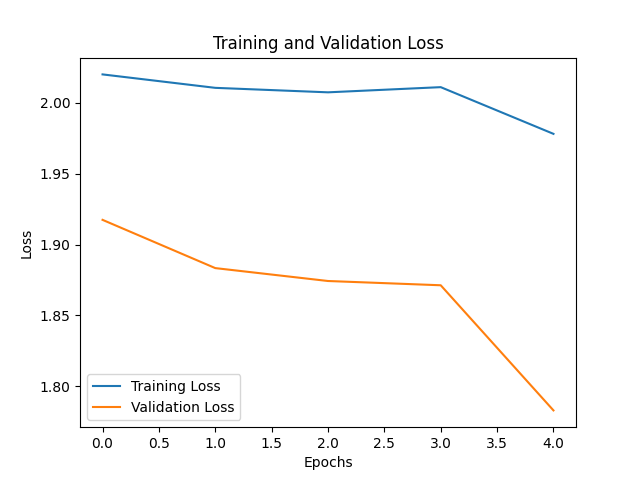 Training and Validation Loss
2.00
1.95
1.90
1.85
1.80
Loss
Training Loss
Validation Loss
0.0 0.5 1.0 1.5 2.0 2.5 3.0 3.5 4.0
Epochs